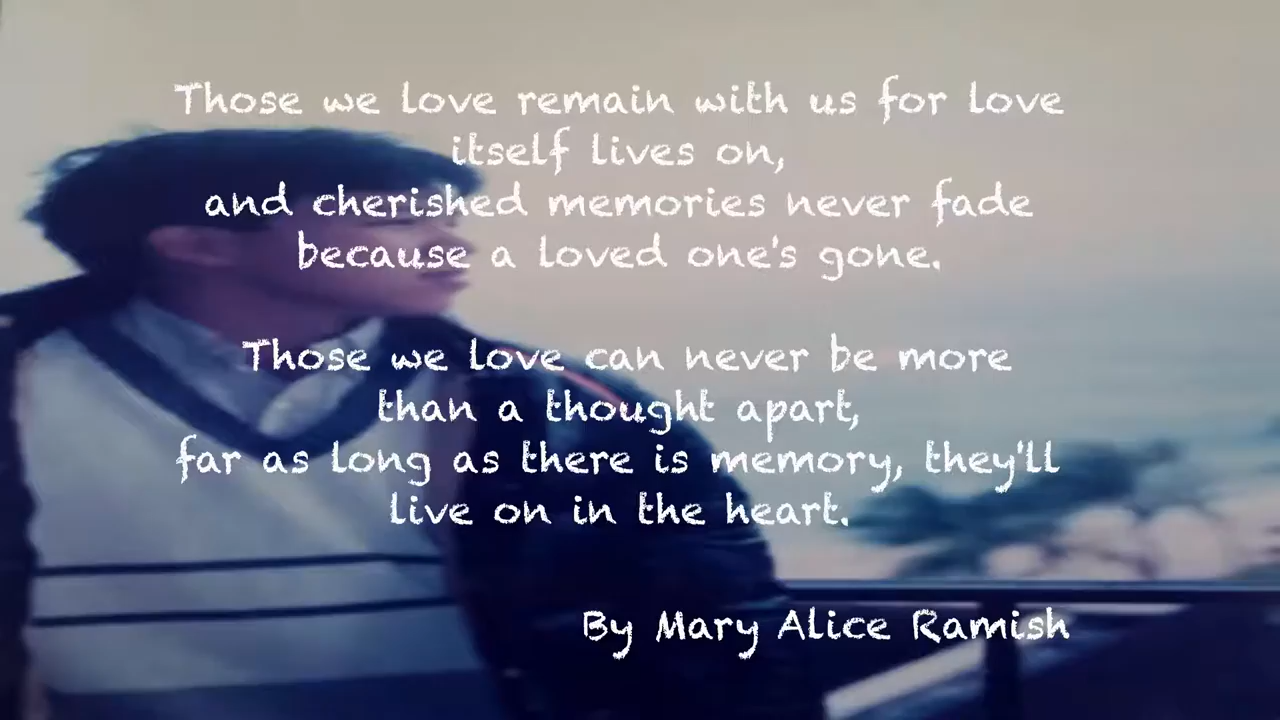 Those we love remain with us for love
itself lives on,
and cherished memories never fade
because a loved one's gone.
Those we love can never be more
than a thought apart,
far as long as there is memory, they'll
live on in the heart.
By Mary Alice Ramish